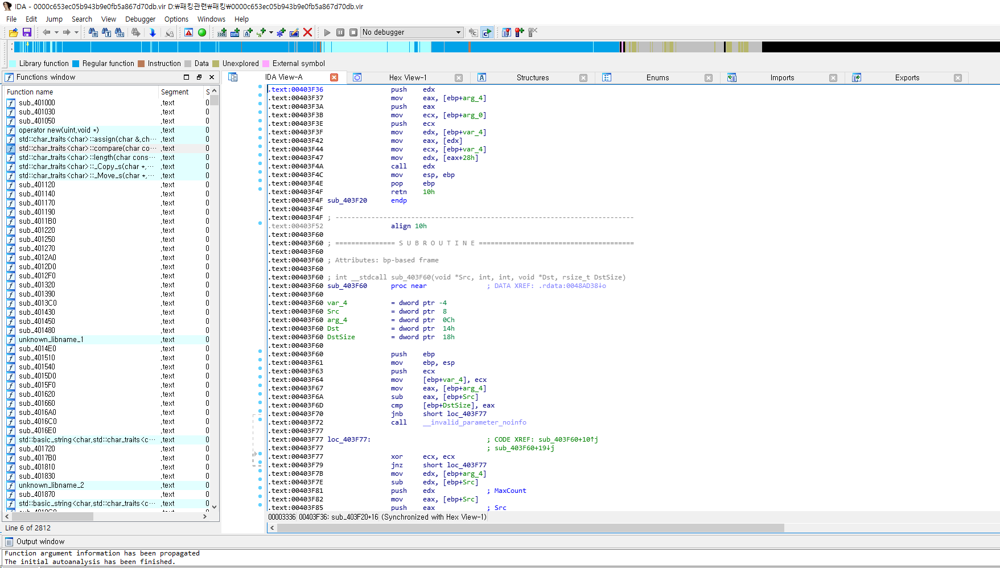 IDA - 0000c653ec05b943b9e0fb5a867d70db.vir D:₩패킹관련₩패킹₩0000c653ec05b943b9e0fb5a867d70db.vir
File Edit Jump Search View Debugger Options Windows Help
No debugger
Library function Regular function Instruction Data Unexplored External symbol
Functions window
IDA View-A Hex View-1 Structures Enums Imports Exports
Function name Segment S
sub_401000 .text 0
sub_401030 .text 0
sub_401050 .text 0
operator new(uint,void *) .text 0
std::char_traits<char>::assign(char &,ch··· .text 0
std::char_traits<char>::compare(char co··· .text 0
std::char_traits<char>::length(char cons··· .text 0
std::char_traits<char>::_Copy_s(char *,··· .text 0
std::char_traits<char>::_Move_s(char *,··· .text 0
sub_401120 .text 0
sub_401140 .text 0
sub_401170 .text 0
sub_401190 .text 0
sub_4011B0 .text 0
sub_401220 .text 0
sub_401250 .text 0
sub_401270 .text 0
sub_4012A0 .text 0
sub_4012D0 .text 0
sub_4012F0 .text 0
sub_401320 .text 0
sub_401390 .text 0
sub_4013C0 .text 0
sub_401430 .text 0
sub_401450 .text 0
sub_401480 .text 0
unknown_libname_1 .text 0
sub_4014E0 .text 0
sub_401510 .text 0
sub_401540 .text 0
sub_4015D0 .text 0
sub_4015F0 .text 0
sub_401620 .text 0
sub_401660 .text 0
sub_4016A0 .text 0
sub_4016C0 .text 0
sub_4016E0 .text 0
std::basic_string<char,std::char_traits<c··· .text 0
sub_401720 .text 0
sub_4017B0 .text 0
sub_401810 .text 0
sub_401830 .text 0
unknown_libname_2 .text 0
sub_401870 .text 0
std::basic_string<char,std::char_traits<c··· .text 0
Line 6 of 2812
.text:00403F36 push edx
.text:00403F37 mov eax, [ebp+arg_4]
.text:00403F3A push eax
.text:00403F3B mov ecx, [ebp+arg_0]
.text:00403F3E push ecx
.text:00403F3F mov edx, [ebp+var_4]
.text:00403F42 mov eax, [edx]
.text:00403F44 mov ecx, [ebp+var_4]
.text:00403F47 mov edx, [eax+28h]
.text:00403F4A call edx
.text:00403F4C mov esp, ebp
.text:00403F4E pop ebp
.text:00403F4F retn 10h
.text:00403F4F sub_403F20 endp
.text:00403F4F
.text:00403F4F ; ---------------------------------------------------------------------------
.text:00403F52 align 10h
.text:00403F60
.text:00403F60 ; =============== S U B R O U T I N E =======================================
.text:00403F60
.text:00403F60 ; Attributes: bp-based frame
.text:00403F60
.text:00403F60 ; int __stdcall sub_403F60(void *Src, int, int, void *Dst, rsize_t DstSize)
.text:00403F60 sub_403F60 proc near ; DATA XREF: .rdata:0048AD38↓o
.text:00403F60
.text:00403F60 var_4 = dword ptr -4
.text:00403F60 Src = dword ptr 8
.text:00403F60 arg_4 = dword ptr 0Ch
.text:00403F60 Dst = dword ptr 14h
.text:00403F60 DstSize = dword ptr 18h
.text:00403F60
.text:00403F60 push ebp
.text:00403F61 mov ebp, esp
.text:00403F63 push ecx
.text:00403F64 mov [ebp+var_4], ecx
.text:00403F67 mov eax, [ebp+arg_4]
.text:00403F6A sub eax, [ebp+Src]
.text:00403F6D cmp [ebp+DstSize], eax
.text:00403F70 jnb short loc_403F77
.text:00403F72 call __invalid_parameter_noinfo
.text:00403F77
.text:00403F77 loc_403F77: ; CODE XREF: sub_403F60+10↑j
.text:00403F77 ; sub_403F60+19↓j
.text:00403F77 xor ecx, ecx
.text:00403F79 jnz short loc_403F77
.text:00403F7B mov edx, [ebp+arg_4]
.text:00403F7E sub edx, [ebp+Src]
.text:00403F81 push edx ; MaxCount
.text:00403F82 mov eax, [ebp+Src]
.text:00403F85 push eax ; Src
00003336 00403F36: sub_403F20+16 (Synchronized with Hex View-1)
Output window
Function argument information has been propagated
The initial autoanalysis has been finished.